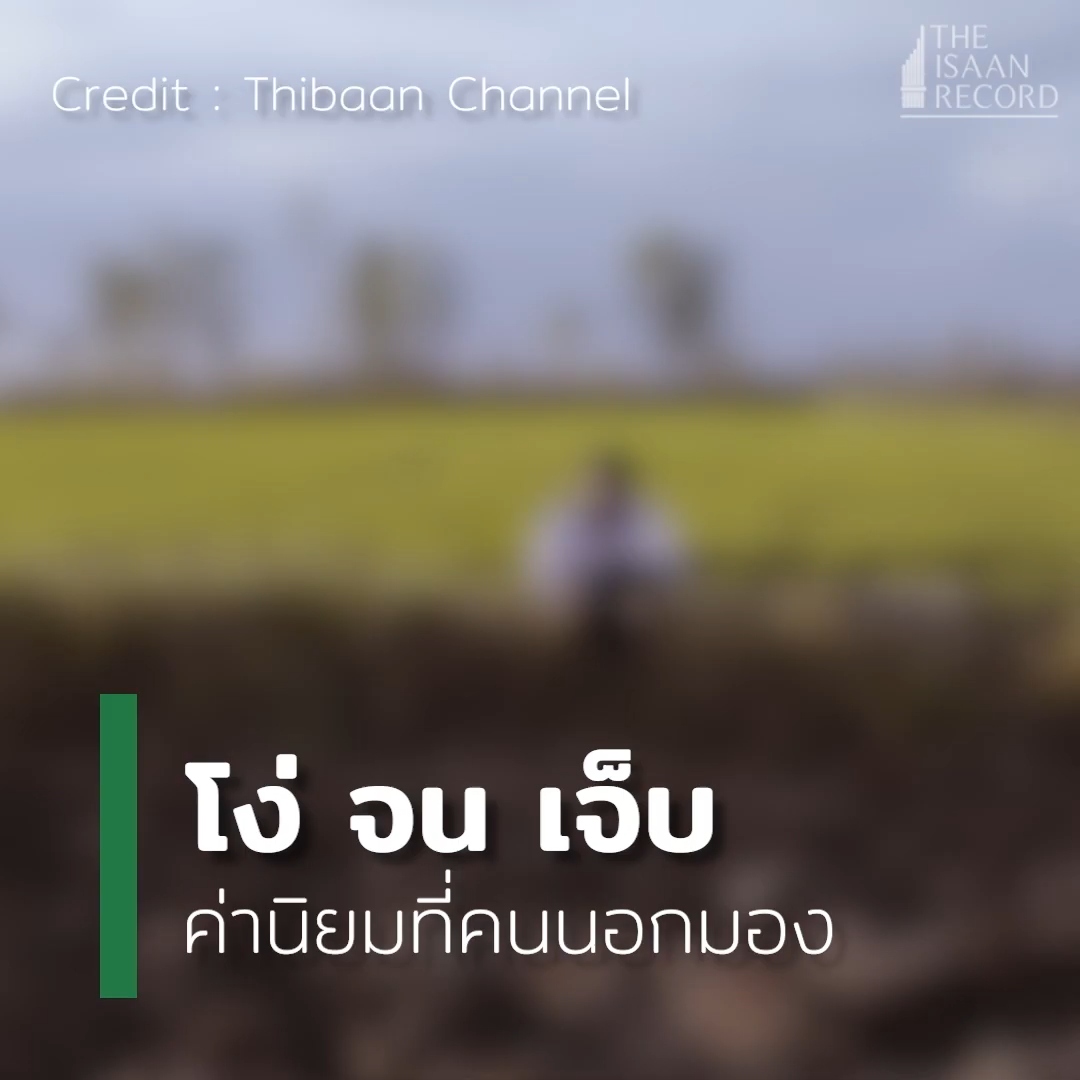 Credit : Thibaan Channel
THE
ISAAN
RECORD
โง่ จน เจ็บ
ค่านิยมที่คนนอกมอง